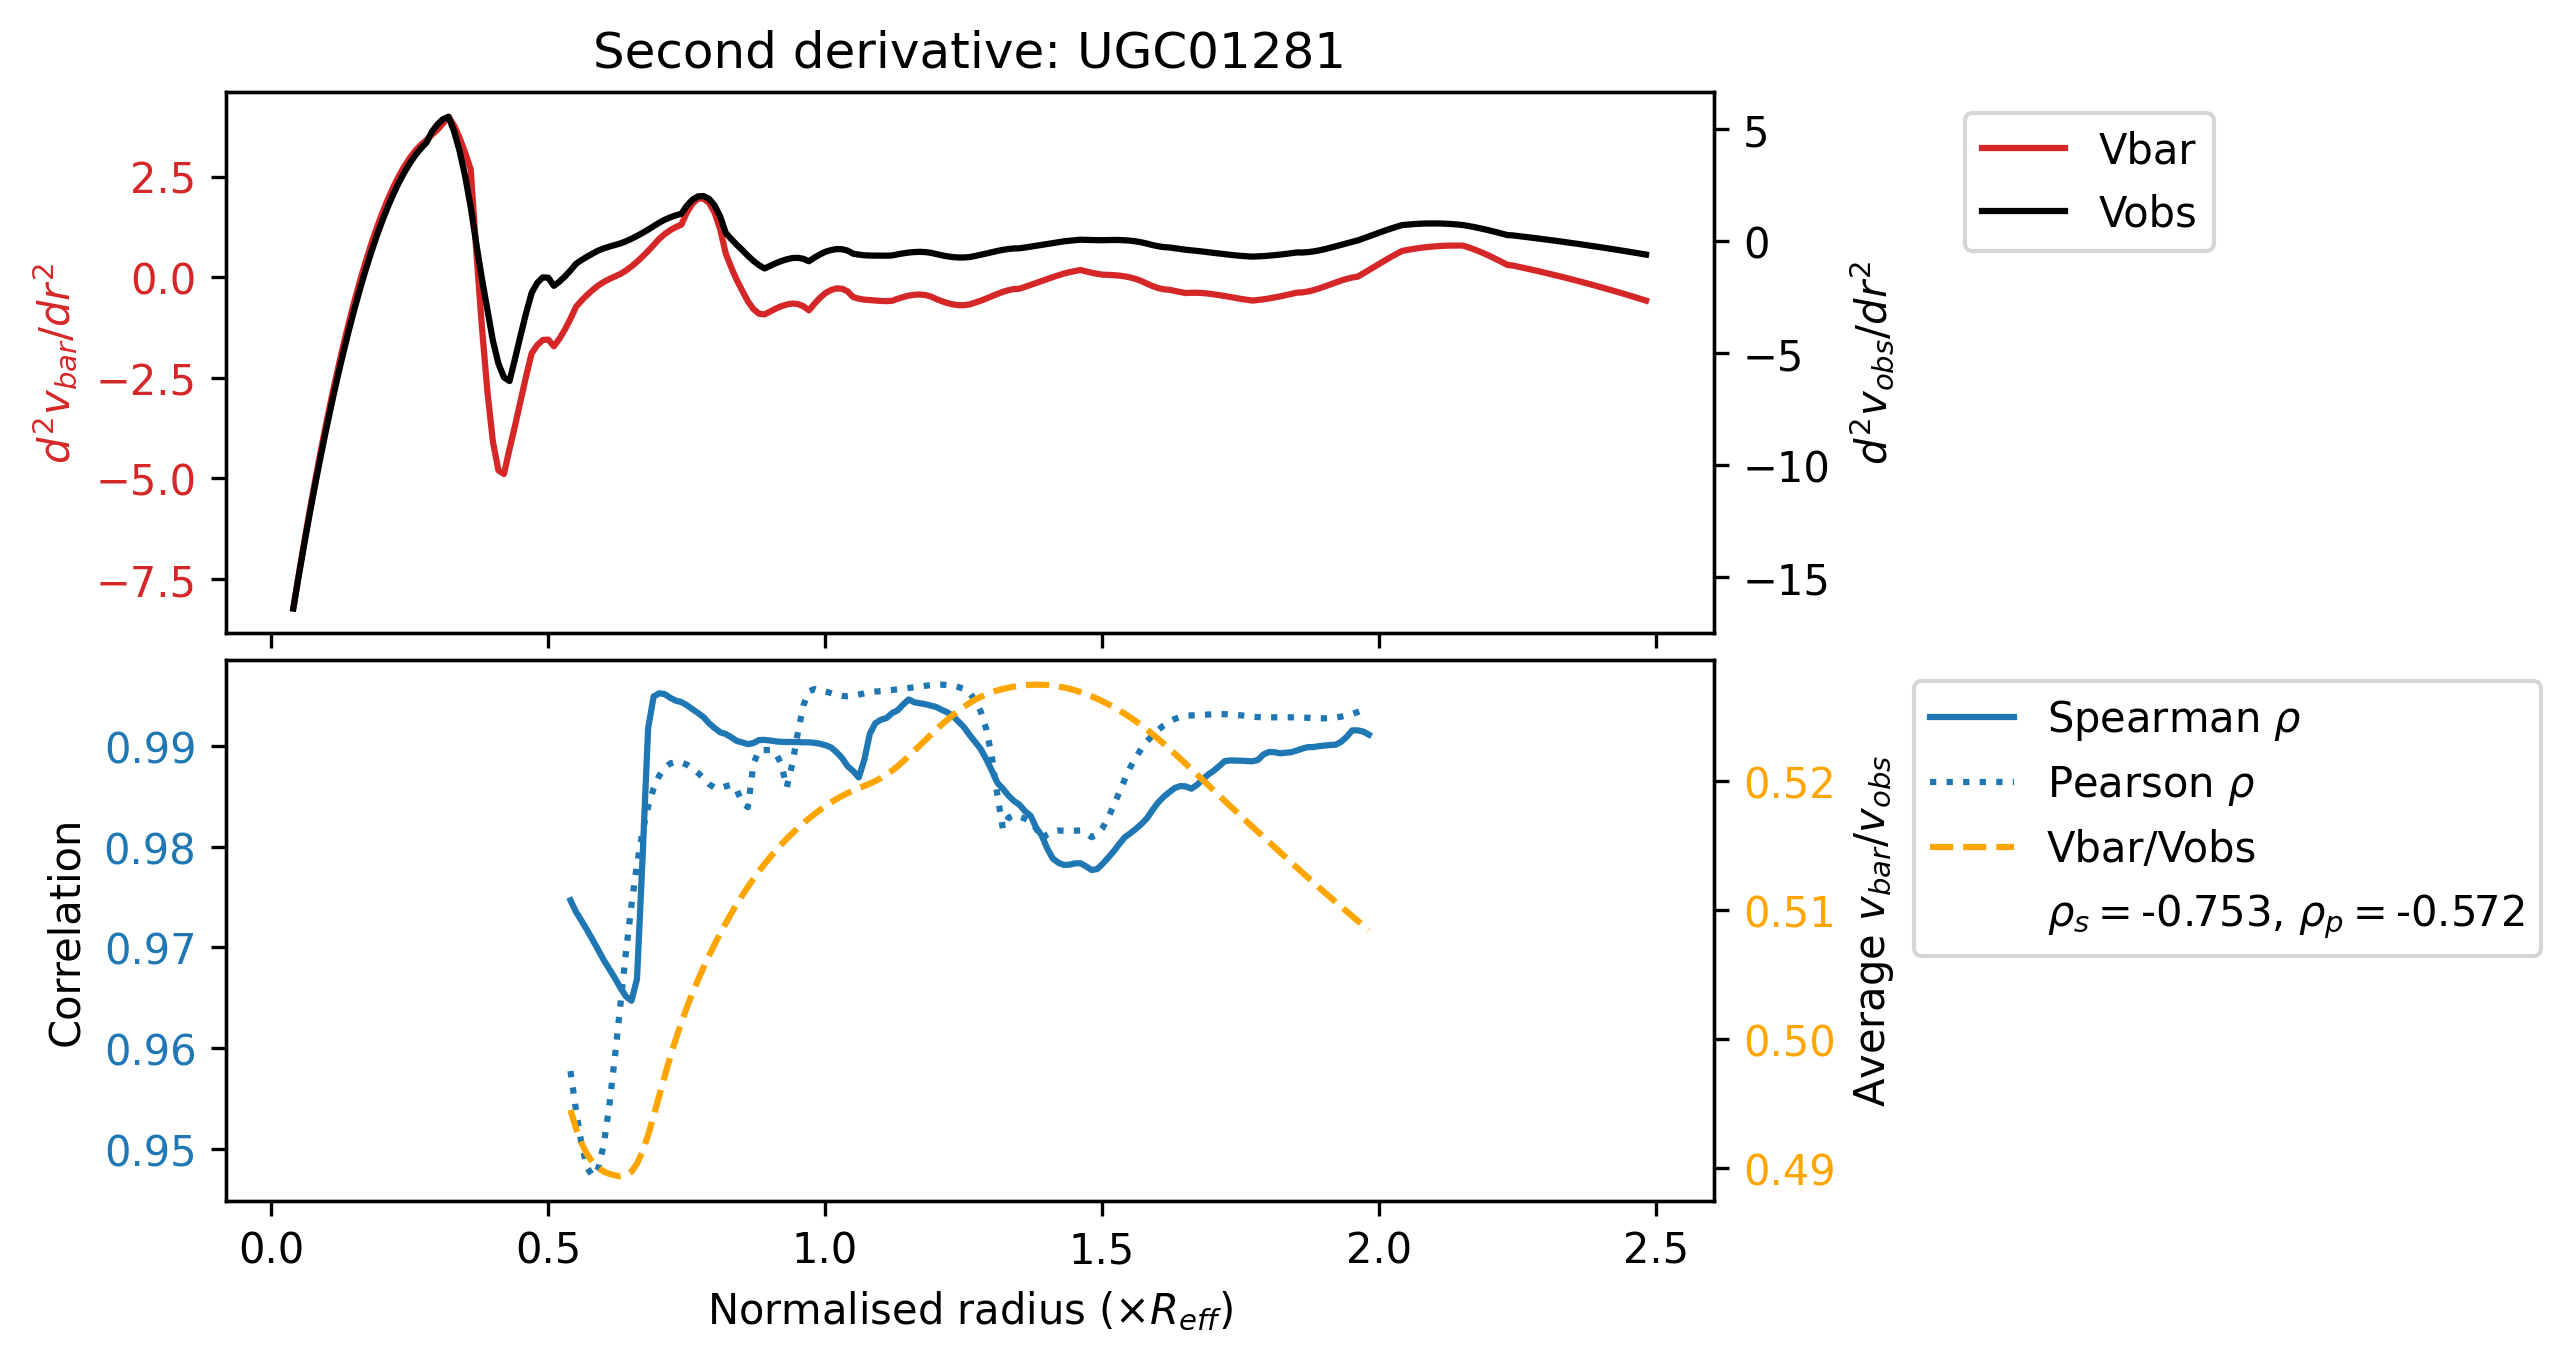 Second derivative: UGC01281
d²v_bar/dr²
2.5
0.0
−2.5
−5.0
−7.5
5
0
−5
−10
−15
d²v_obs/dr²
Vbar
Vobs
Correlation
0.99
0.98
0.97
0.96
0.95
0.52
0.51
0.50
0.49
Average v_bar/v_obs
Spearman ρ
Pearson ρ
Vbar/Vobs
ρ_s = -0.753, ρ_p = -0.572
0.0 0.5 1.0 1.5 2.0 2.5
Normalised radius (×R_eff)